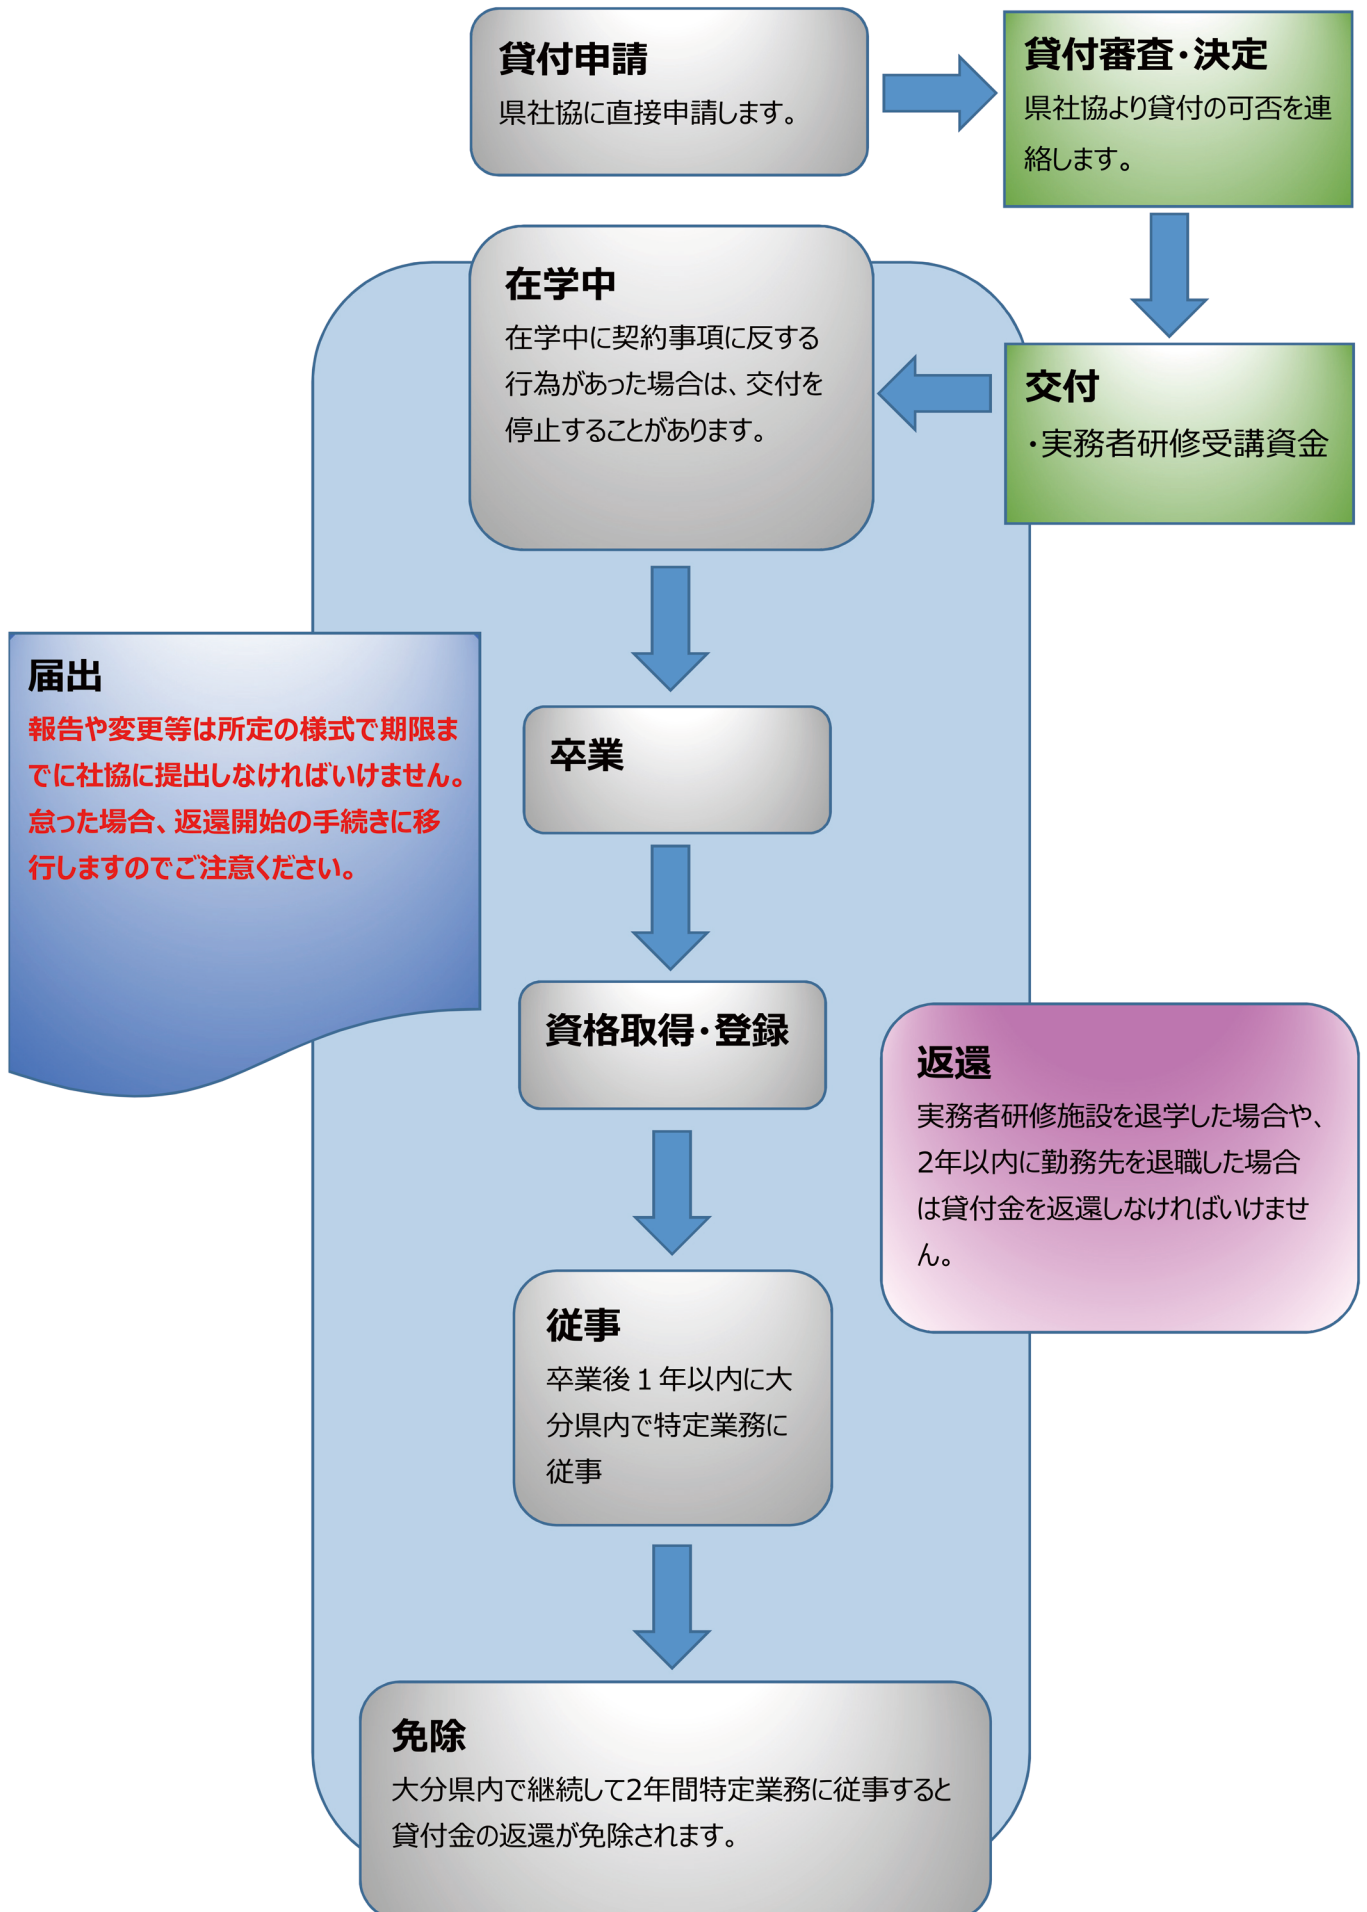 貸付申請
県社協に直接申請します。
貸付審査・決定
県社協より貸付の可否を連
絡します。
交付
・実務者研修受講資金
在学中
在学中に契約事項に反する
行為があった場合は、交付を
停止することがあります。
届出
報告や変更等は所定の様式で期限ま
でに社協に提出しなければいけません。
怠った場合、返還開始の手続きに移
行しますのでご注意ください。
卒業
資格取得・登録
返還
実務者研修施設を退学した場合や、
2年以内に勤務先を退職した場合
は貸付金を返還しなければいけませ
ん。
従事
卒業後１年以内に大
分県内で特定業務に
従事
免除
大分県内で継続して2年間特定業務に従事すると
貸付金の返還が免除されます。